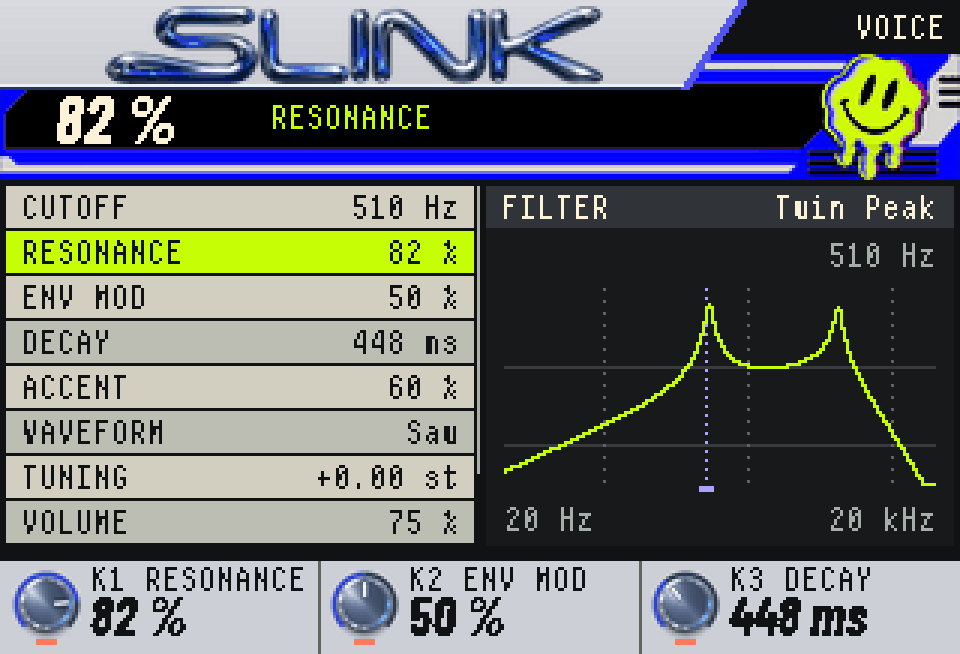 SLINK
VOICE
82 %
RESONANCE
CUTOFF 510 Hz
RESONANCE 82 %
ENV MOD 50 %
DECAY 448 ms
ACCENT 60 %
WAVEFORM Saw
TUNING +0.00 st
VOLUME 75 %
FILTER Twin Peak
510 Hz
20 Hz 20 kHz
K1 RESONANCE
82 %
K2 ENV MOD
50 %
K3 DECAY
448 ms